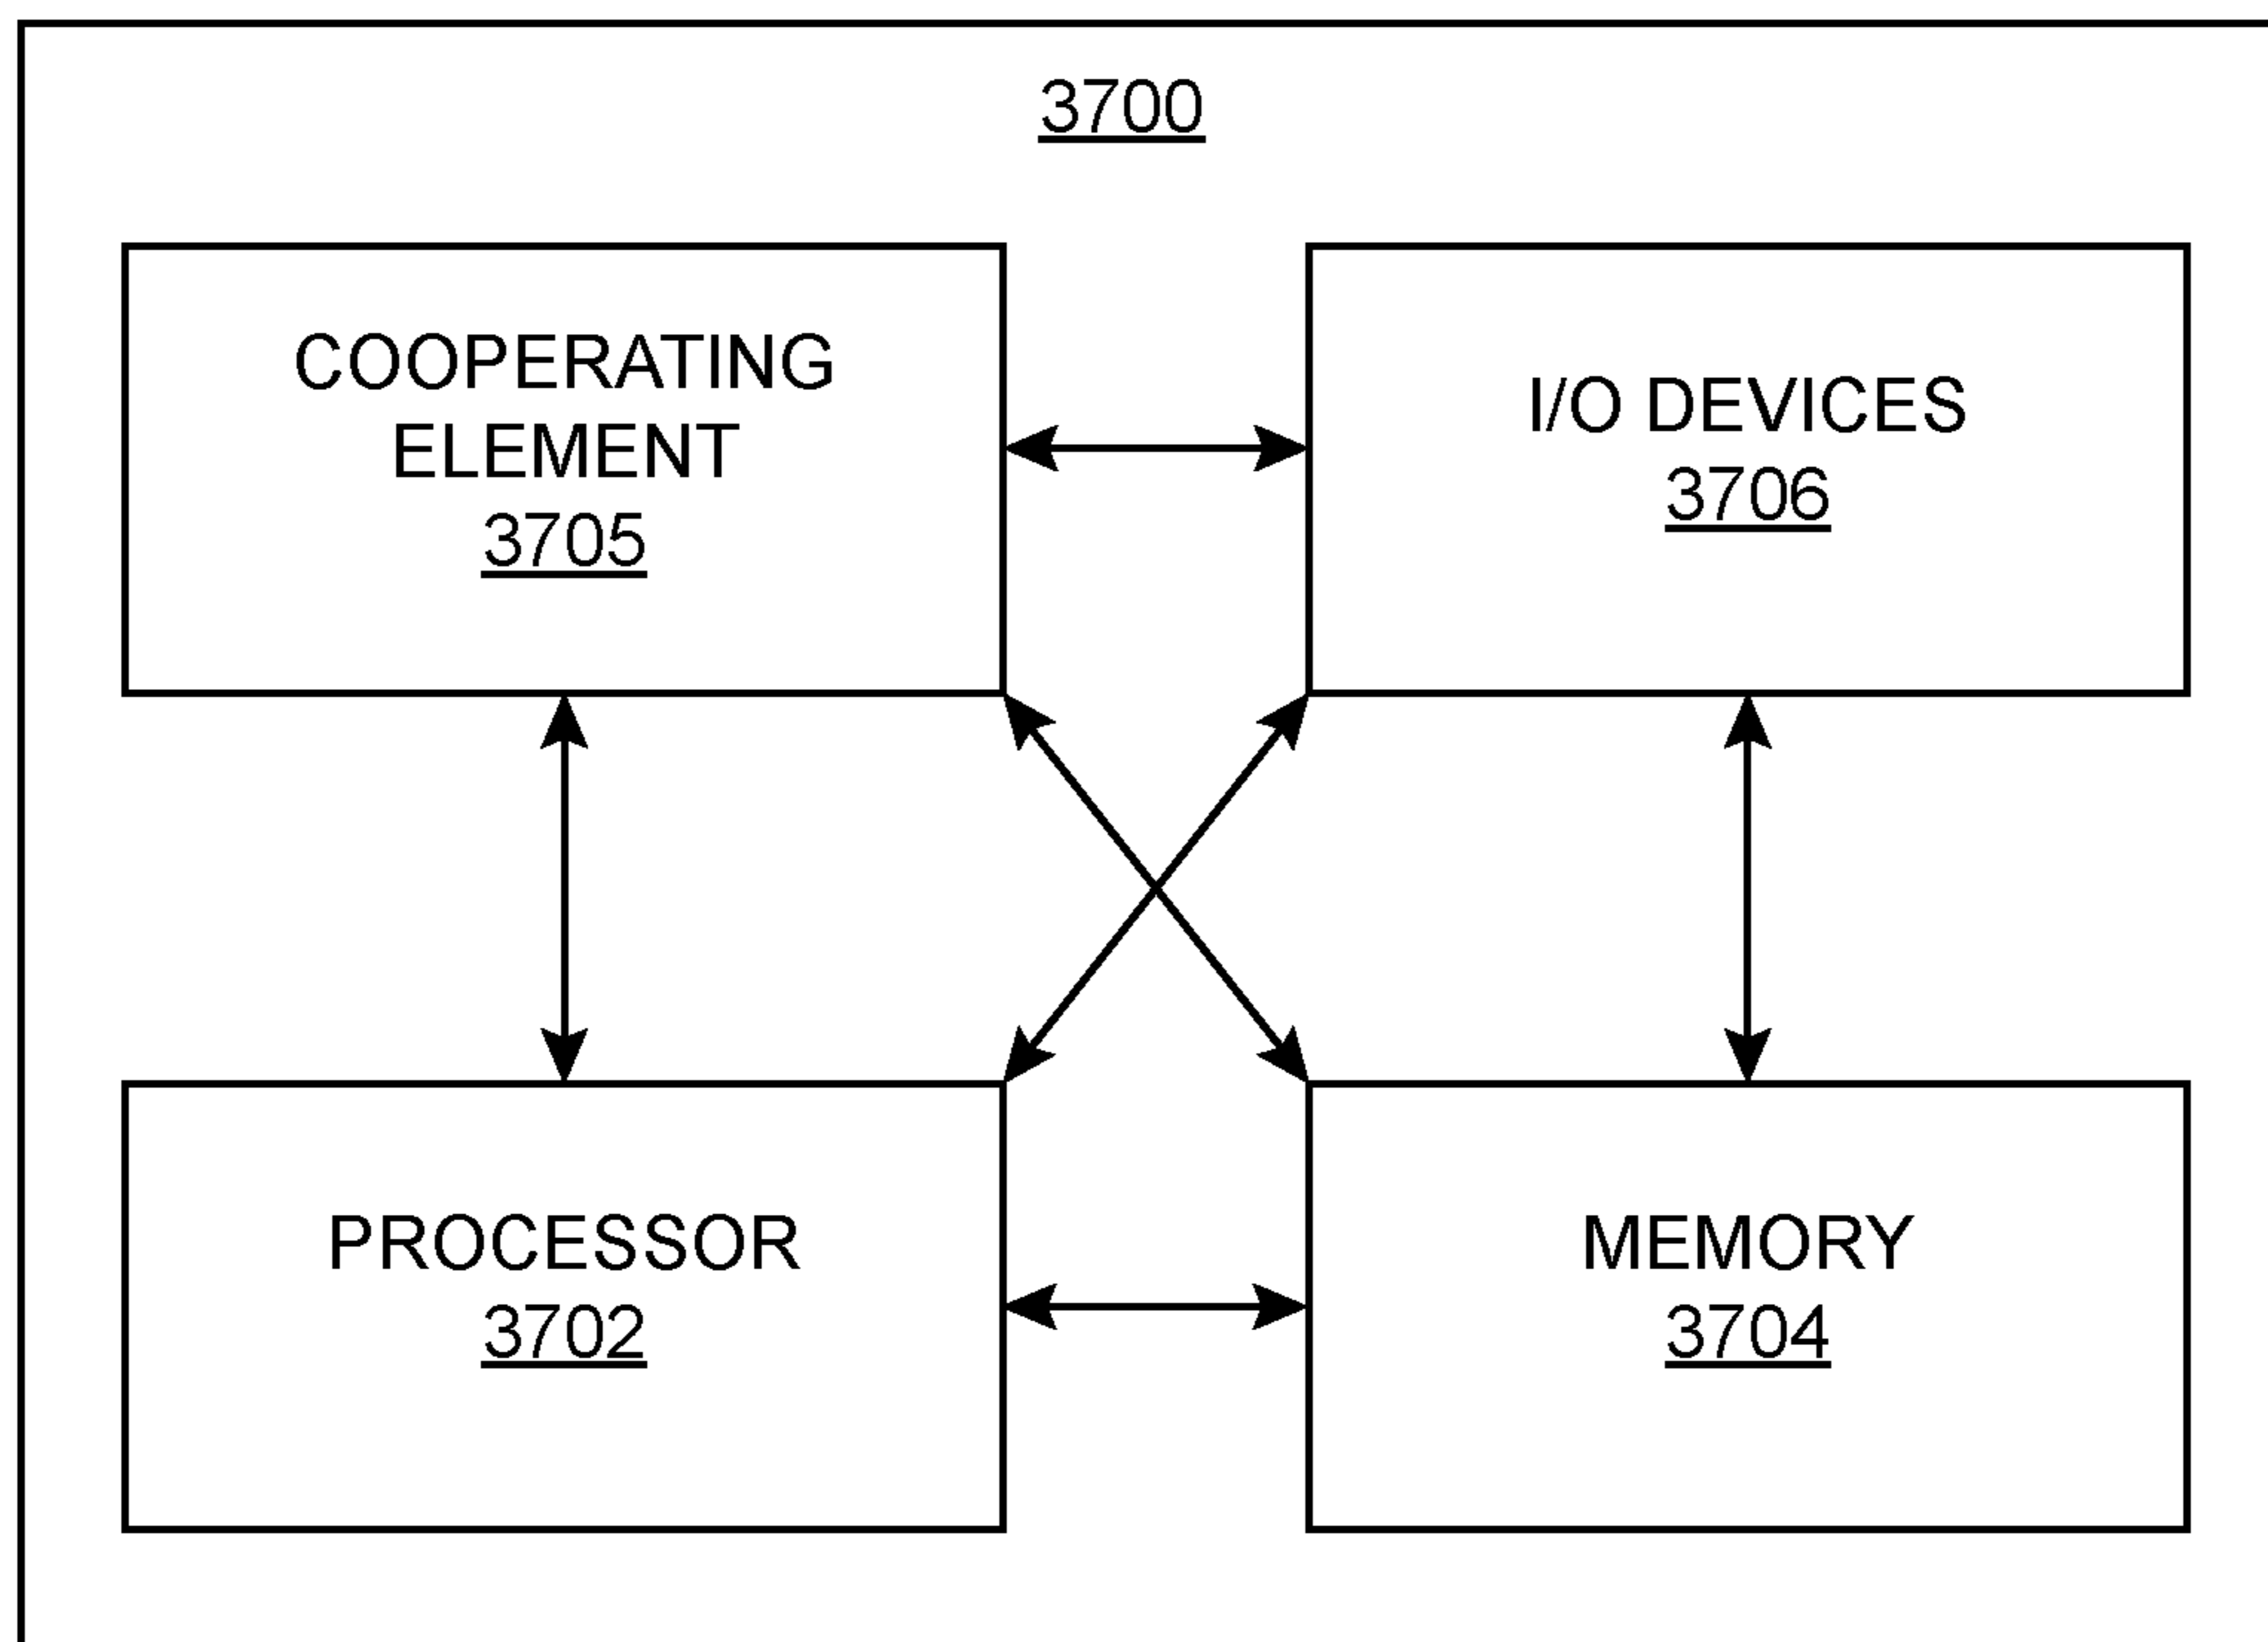 3700
COOPERATING
ELEMENT
3705
I/O DEVICES
3706
PROCESSOR
3702
MEMORY
3704